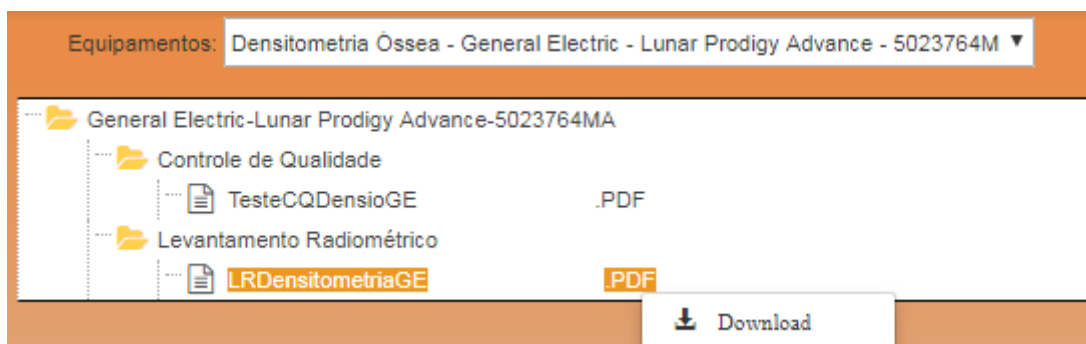 Equipamentos: Densitometria Óssea - General Electric - Lunar Prodigy Advance - 5023764M
General Electric-Lunar Prodigy Advance-5023764MA
Controle de Qualidade
TesteCQDensioGE .PDF
Levantamento Radiométrico
LRDensitometriaGE .PDF
Download